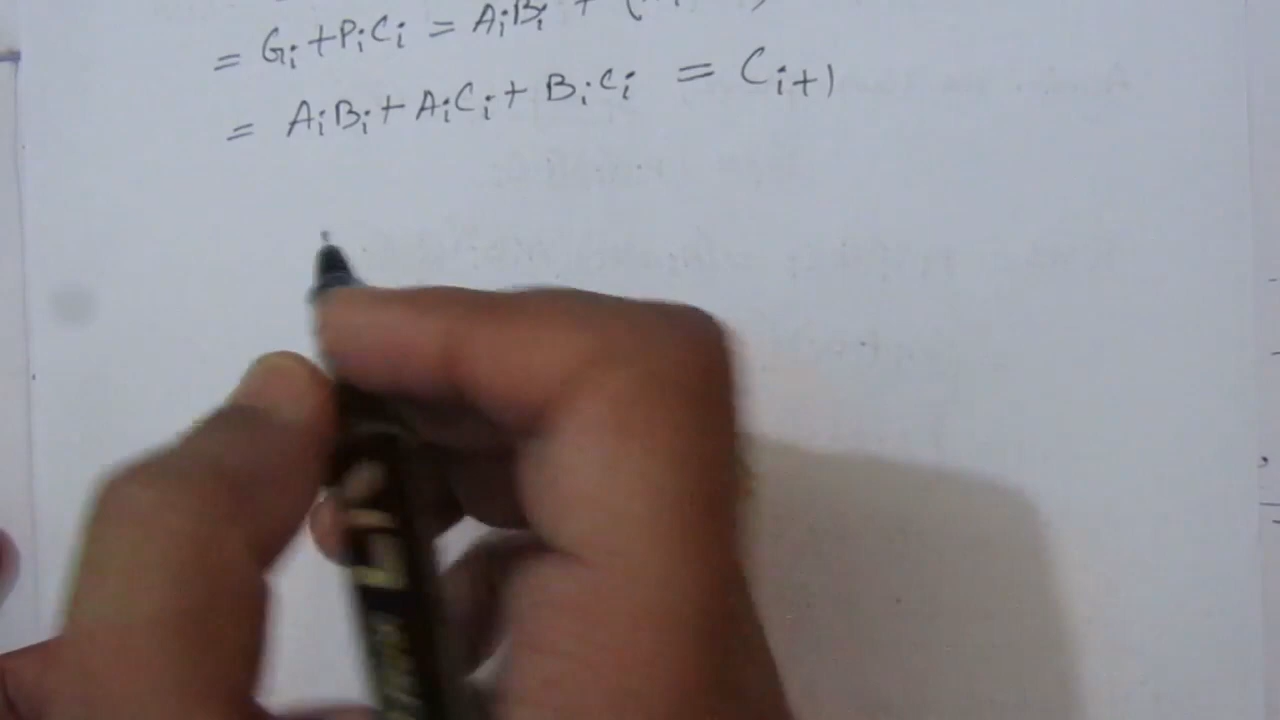 = Gi + PiCi = AiBi + (
= AiBi + AiCi + BiCi = Ci+1